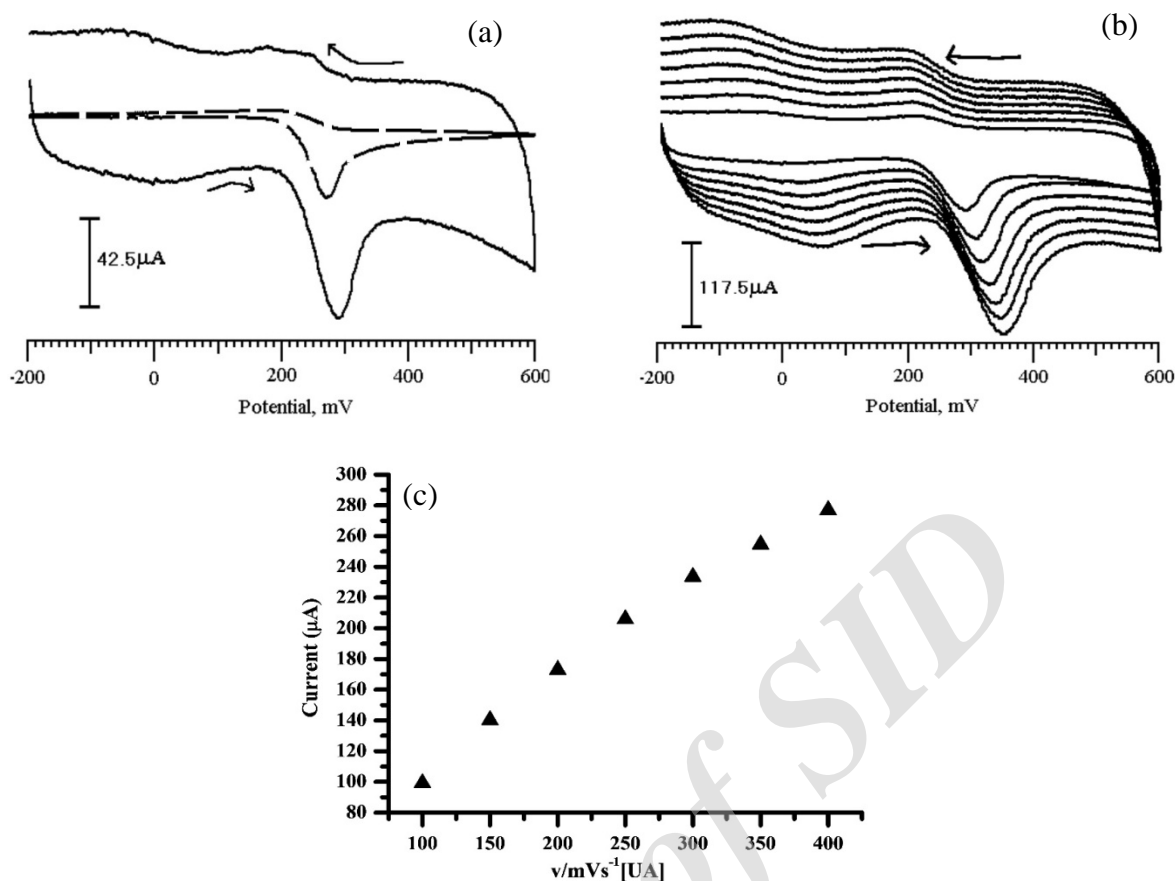 (a)
42.5µA
-200 0 200 400 600
Potential, mV
(b)
117.5µA
-200 0 200 400 600
Potential, mV
(c)
300
280
260
240
220
200
180
160
140
120
100
80
Current (µA)
100 150 200 250 300 350 400
v/mVs⁻¹[UA]
of SID